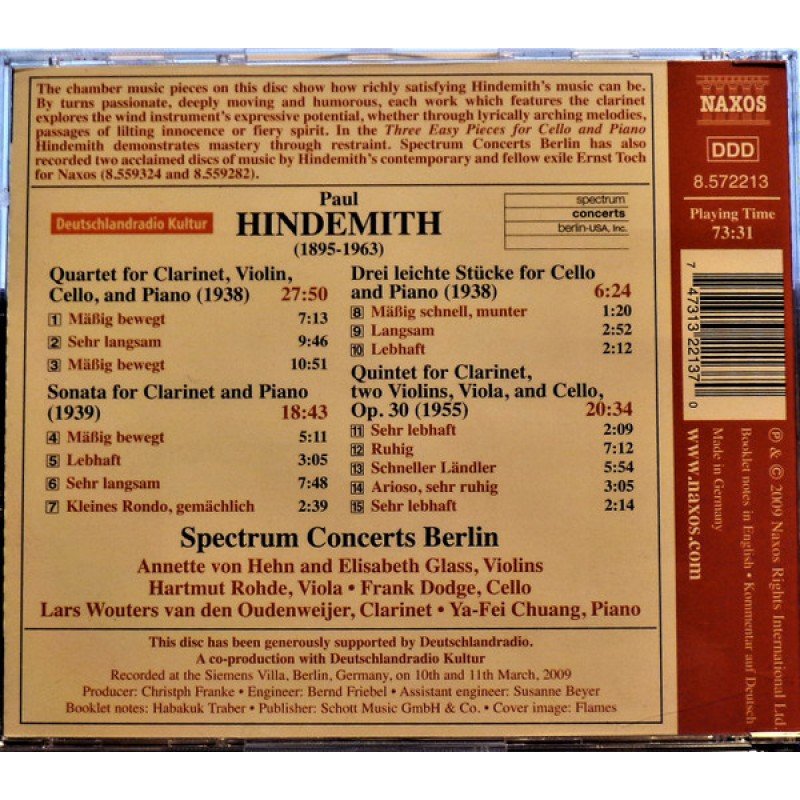 The chamber music pieces on this disc show how richly satisfying Hindemith's music can be.
By turns passionate, deeply moving and humorous, each work which features the clarinet
explores the wind instrument's expressive potential, whether through lyrically arching melodies,
passages of lilting innocence or fiery spirit. In the Three Easy Pieces for Cello and Piano
Hindemith demonstrates mastery through restraint. Spectrum Concerts Berlin has also
recorded two acclaimed discs of music by Hindemith's contemporary and fellow exile Ernst Toch
for Naxos (8.559324 and 8.559282).
Deutschlandradio Kultur
Paul
HINDEMITH
(1895-1963)
spectrum
concerts
berlin-USA, Inc.
Quartet for Clarinet, Violin,
Cello, and Piano (1938) 27:50
1 Mäßig bewegt 7:13
2 Sehr langsam 9:46
3 Mäßig bewegt 10:51
Sonata for Clarinet and Piano
(1939) 18:43
4 Mäßig bewegt 5:11
5 Lebhaft 3:05
6 Sehr langsam 7:48
7 Kleines Rondo, gemächlich 2:39
Drei leichte Stücke for Cello
and Piano (1938) 6:24
8 Mäßig schnell, munter 1:20
9 Langsam 2:52
10 Lebhaft 2:12
Quintet for Clarinet,
two Violins, Viola, and Cello,
Op. 30 (1955) 20:34
11 Sehr lebhaft 2:09
12 Ruhig 7:12
13 Schneller Ländler 5:54
14 Arioso, sehr ruhig 3:05
15 Sehr lebhaft 2:14
Spectrum Concerts Berlin
Annette von Hehn and Elisabeth Glass, Violins
Hartmut Rohde, Viola • Frank Dodge, Cello
Lars Wouters van den Oudenweijer, Clarinet • Ya-Fei Chuang, Piano
This disc has been generously supported by Deutschlandradio.
A co-production with Deutschlandradio Kultur
Recorded at the Siemens Villa, Berlin, Germany, on 10th and 11th March, 2009
Producer: Christph Franke • Engineer: Bernd Friebel • Assistant engineer: Susanne Beyer
Booklet notes: Habakuk Traber • Publisher: Schott Music GmbH & Co. • Cover image: Flames
NAXOS
DDD
8.572213
Playing Time
73:31
7 47313 22137 0
www.naxos.com
Made in Germany
Booklet notes in English • Kommentar auf Deutsch
℗ & © 2009 Naxos Rights International Ltd.